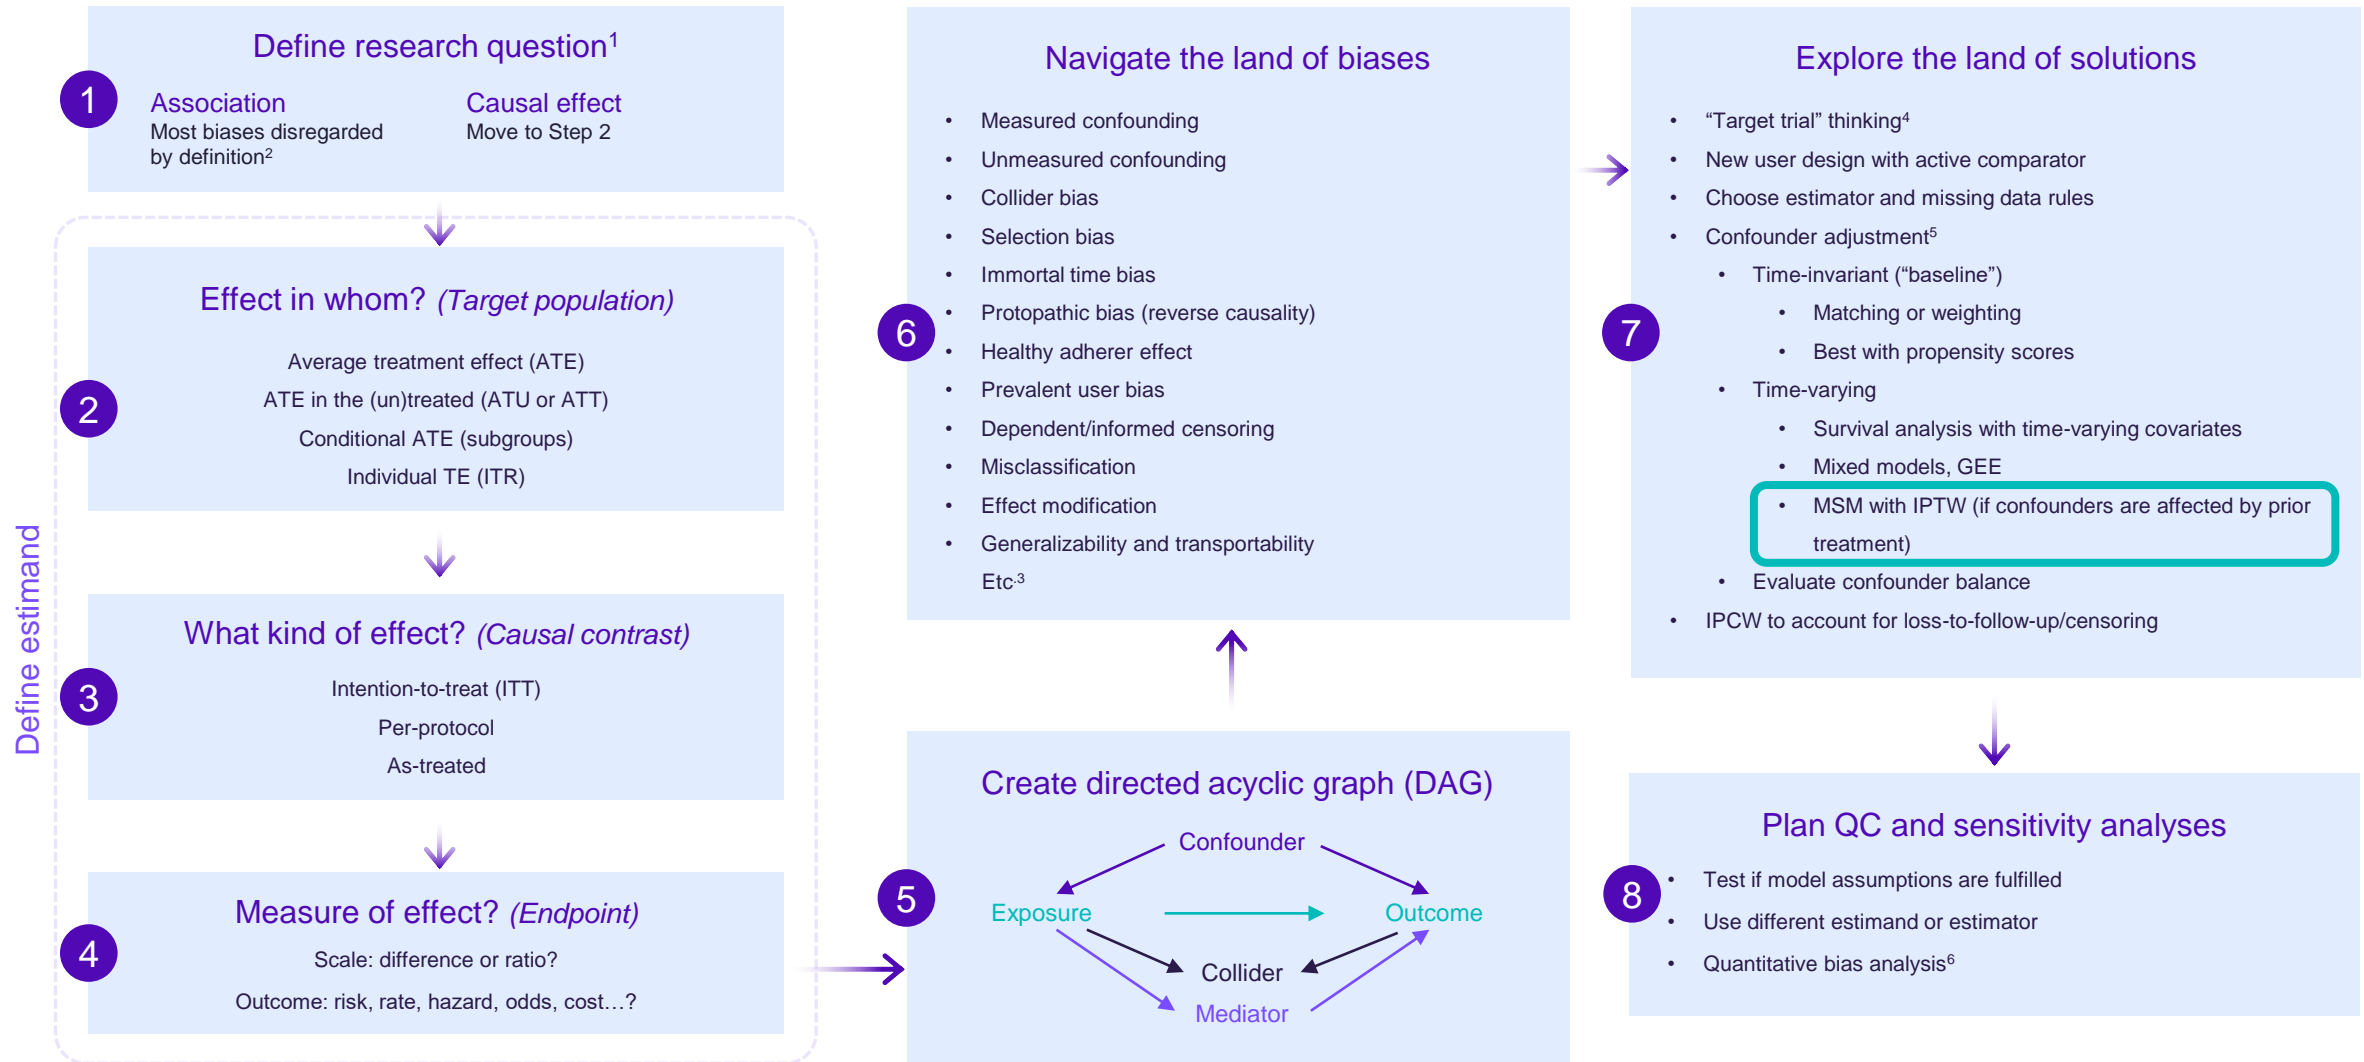 Define research question¹
1
Association
Most biases disregarded
by definition²
Causal effect
Move to Step 2
Define estimand
Effect in whom? (Target population)
2
Average treatment effect (ATE)
ATE in the (un)treated (ATU or ATT)
Conditional ATE (subgroups)
Individual TE (ITR)
What kind of effect? (Causal contrast)
3
Intention-to-treat (ITT)
Per-protocol
As-treated
Measure of effect? (Endpoint)
4
Scale: difference or ratio?
Outcome: risk, rate, hazard, odds, cost…?
Create directed acyclic graph (DAG)
5
Confounder
Exposure
Outcome
Collider
Mediator
Navigate the land of biases
6
• Measured confounding
• Unmeasured confounding
• Collider bias
• Selection bias
• Immortal time bias
• Protopathic bias (reverse causality)
• Healthy adherer effect
• Prevalent user bias
• Dependent/informed censoring
• Misclassification
• Effect modification
• Generalizability and transportability
Etc.³
Explore the land of solutions
7
• “Target trial” thinking⁴
• New user design with active comparator
• Choose estimator and missing data rules
• Confounder adjustment⁵
• Time-invariant (“baseline”)
• Matching or weighting
• Best with propensity scores
• Time-varying
• Survival analysis with time-varying covariates
• Mixed models, GEE
• MSM with IPTW (if confounders are affected by prior
treatment)
• Evaluate confounder balance
• IPCW to account for loss-to-follow-up/censoring
Plan QC and sensitivity analyses
8
• Test if model assumptions are fulfilled
• Use different estimand or estimator
• Quantitative bias analysis⁶